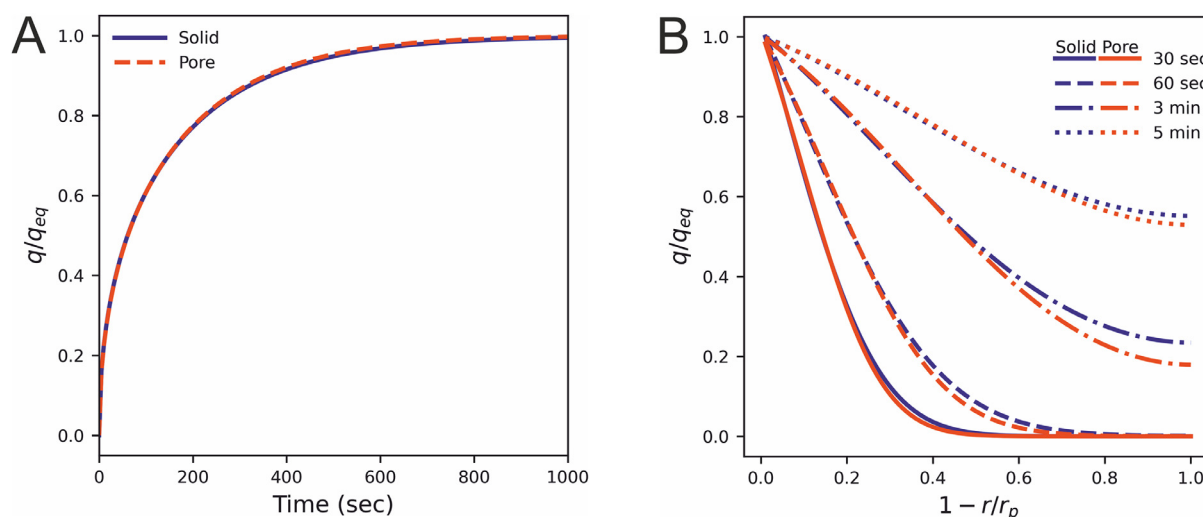 A
1.0
0.8
0.6
0.4
0.2
0.0
q/q_eq
Solid
Pore
0 200 400 600 800 1000
Time (sec)
B
1.0
0.8
0.6
0.4
0.2
0.0
q/q_eq
Solid Pore
30 sec
60 sec
3 min
5 min
0.0 0.2 0.4 0.6 0.8 1.0
1 − r/r_p